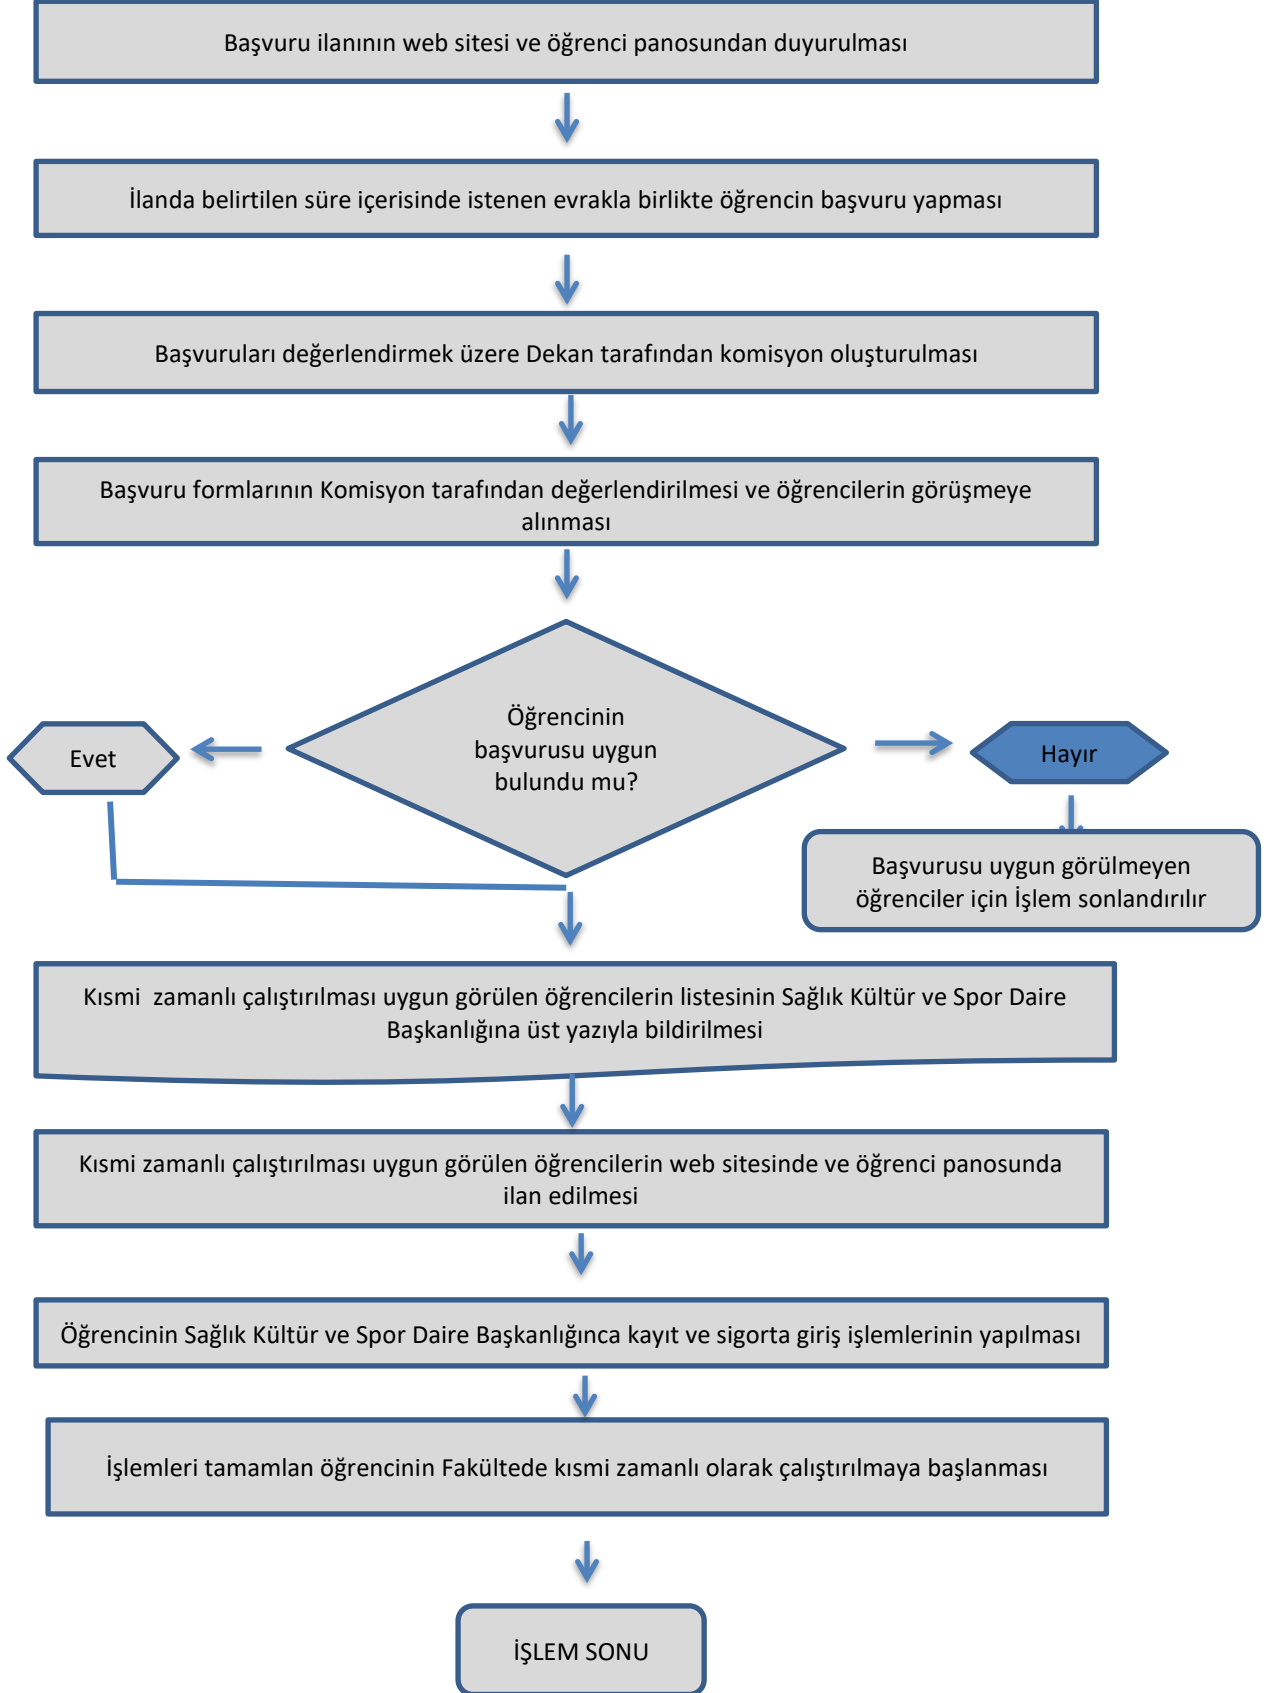 Başvuru ilanının web sitesi ve öğrenci panosundan duyurulması
İlanda belirtilen süre içerisinde istenen evrakla birlikte öğrencin başvuru yapması
Başvuruları değerlendirmek üzere Dekan tarafından komisyon oluşturulması
Başvuru formlarının Komisyon tarafından değerlendirilmesi ve öğrencilerin görüşmeye
alınması
Öğrencinin
başvurusu uygun
bulundu mu?
Evet
Hayır
Başvurusu uygun görülmeyen
öğrenciler için İşlem sonlandırılır
Kısmi  zamanlı çalıştırılması uygun görülen öğrencilerin listesinin Sağlık Kültür ve Spor Daire
Başkanlığına üst yazıyla bildirilmesi
Kısmi zamanlı çalıştırılması uygun görülen öğrencilerin web sitesinde ve öğrenci panosunda
ilan edilmesi
Öğrencinin Sağlık Kültür ve Spor Daire Başkanlığınca kayıt ve sigorta giriş işlemlerinin yapılması
İşlemleri tamamlan öğrencinin Fakültede kısmi zamanlı olarak çalıştırılmaya başlanması
İŞLEM SONU